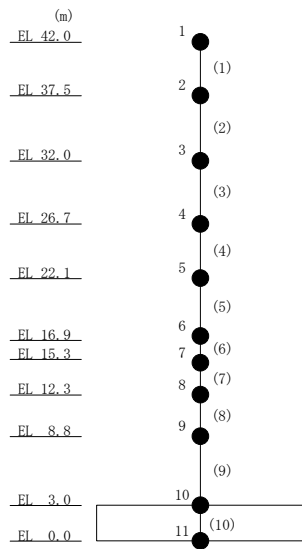 (m)
EL 42.0 1
(1)
EL 37.5 2
(2)
EL 32.0 3
(3)
EL 26.7 4
(4)
EL 22.1 5
(5)
EL 16.9 6
(6)
EL 15.3 7
(7)
EL 12.3 8
(8)
EL 8.8 9
(9)
EL 3.0 10
(10)
EL 0.0 11